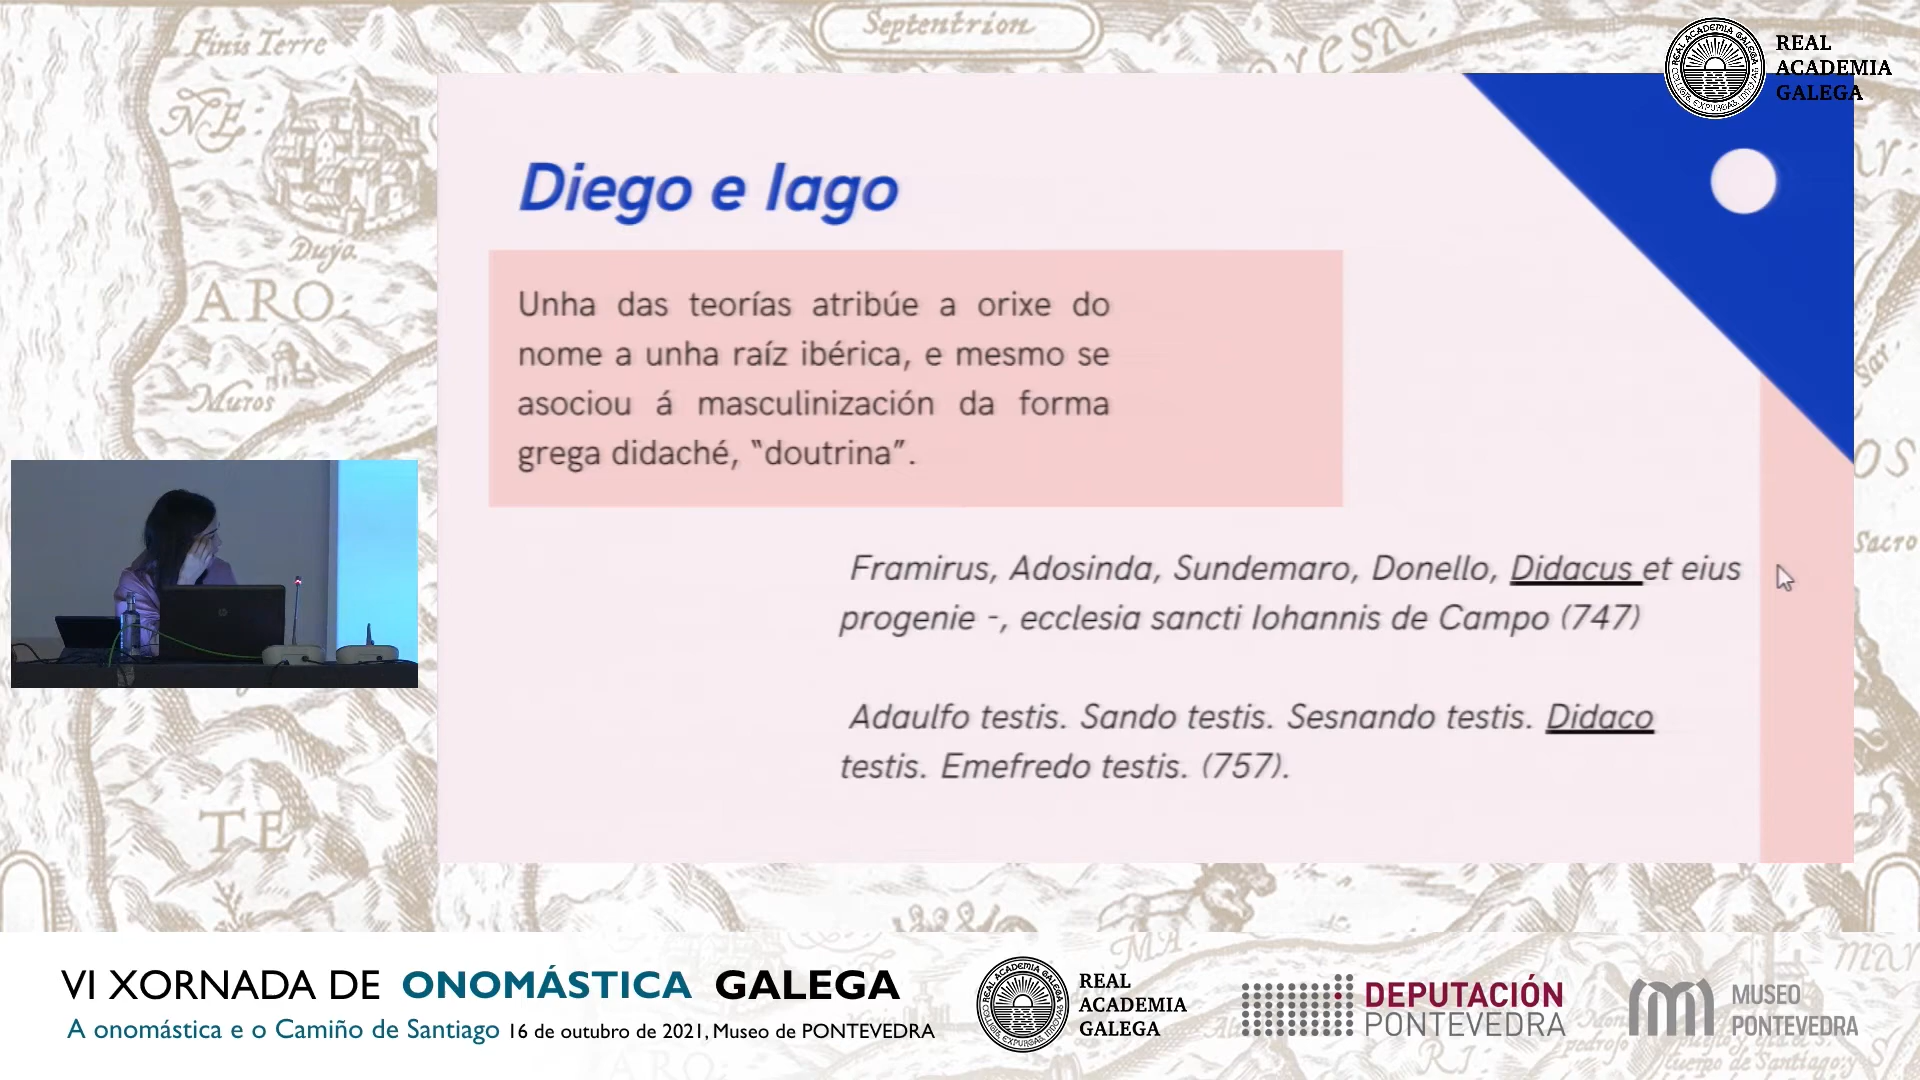 Finis Terre
Septentrion
REAL
ACADEMIA
GALEGA
NE
Duyo
ARO
Muros
TE
Diego e Iago
Unha das teorías atribúe a orixe do
nome a unha raíz ibérica, e mesmo se
asociou á masculinización da forma
grega didaché, “doutrina”.
Framirus, Adosinda, Sundemaro, Donello, Didacus et eius
progenie -, ecclesia sancti Iohannis de Campo (747)
Adaulfo testis. Sando testis. Sesnando testis. Didaco
testis. Emefredo testis. (757).
Sacro
VI XORNADA DE ONOMÁSTICA GALEGA
A onomástica e o Camiño de Santiago 16 de outubro de 2021, Museo de PONTEVEDRA
REAL
ACADEMIA
GALEGA
DEPUTACIÓN
PONTEVEDRA
MUSEO
PONTEVEDRA